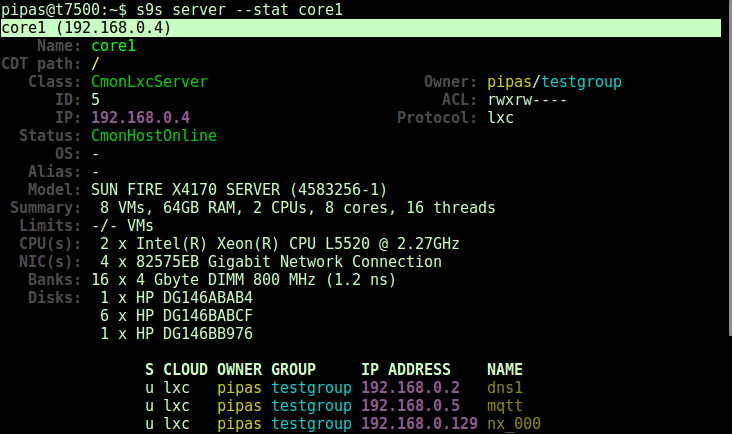 pipas@t7500:~$ s9s server --stat core1
core1 (192.168.0.4)
Name: core1
CDT path: /
Class: CmonLxcServer Owner: pipas/testgroup
ID: 5 ACL: rwxrw----
IP: 192.168.0.4 Protocol: lxc
Status: CmonHostOnline
OS: -
Alias: -
Model: SUN FIRE X4170 SERVER (4583256-1)
Summary: 8 VMs, 64GB RAM, 2 CPUs, 8 cores, 16 threads
Limits: -/- VMs
CPU(s): 2 x Intel(R) Xeon(R) CPU L5520 @ 2.27GHz
NIC(s): 4 x 82575EB Gigabit Network Connection
Banks: 16 x 4 Gbyte DIMM 800 MHz (1.2 ns)
Disks: 1 x HP DG146ABAB4
6 x HP DG146BABCF
1 x HP DG146BB976
S CLOUD OWNER GROUP IP ADDRESS NAME
u lxc pipas testgroup 192.168.0.2 dns1
u lxc pipas testgroup 192.168.0.5 mqtt
u lxc pipas testgroup 192.168.0.129 nx_000